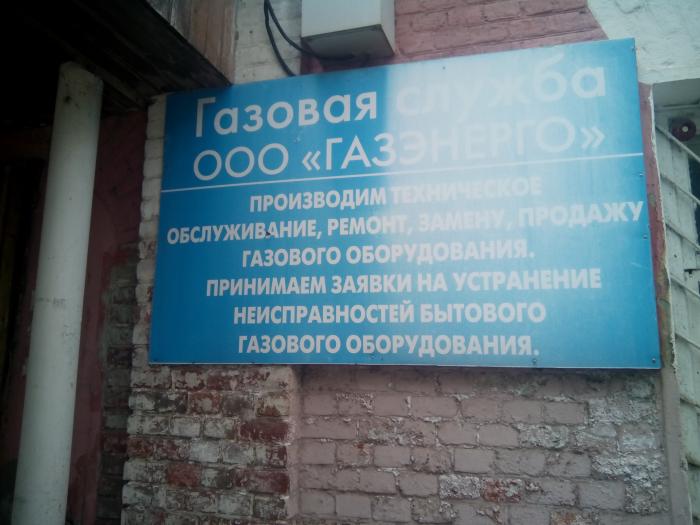 Газовая служба
ООО «ГАЗЭНЕРГО»
ПРОИЗВОДИМ ТЕХНИЧЕСКОЕ
ОБСЛУЖИВАНИЕ, РЕМОНТ, ЗАМЕНУ, ПРОДАЖУ
ГАЗОВОГО ОБОРУДОВАНИЯ.
ПРИНИМАЕМ ЗАЯВКИ НА УСТРАНЕНИЕ
НЕИСПРАВНОСТЕЙ БЫТОВОГО
ГАЗОВОГО ОБОРУДОВАНИЯ.